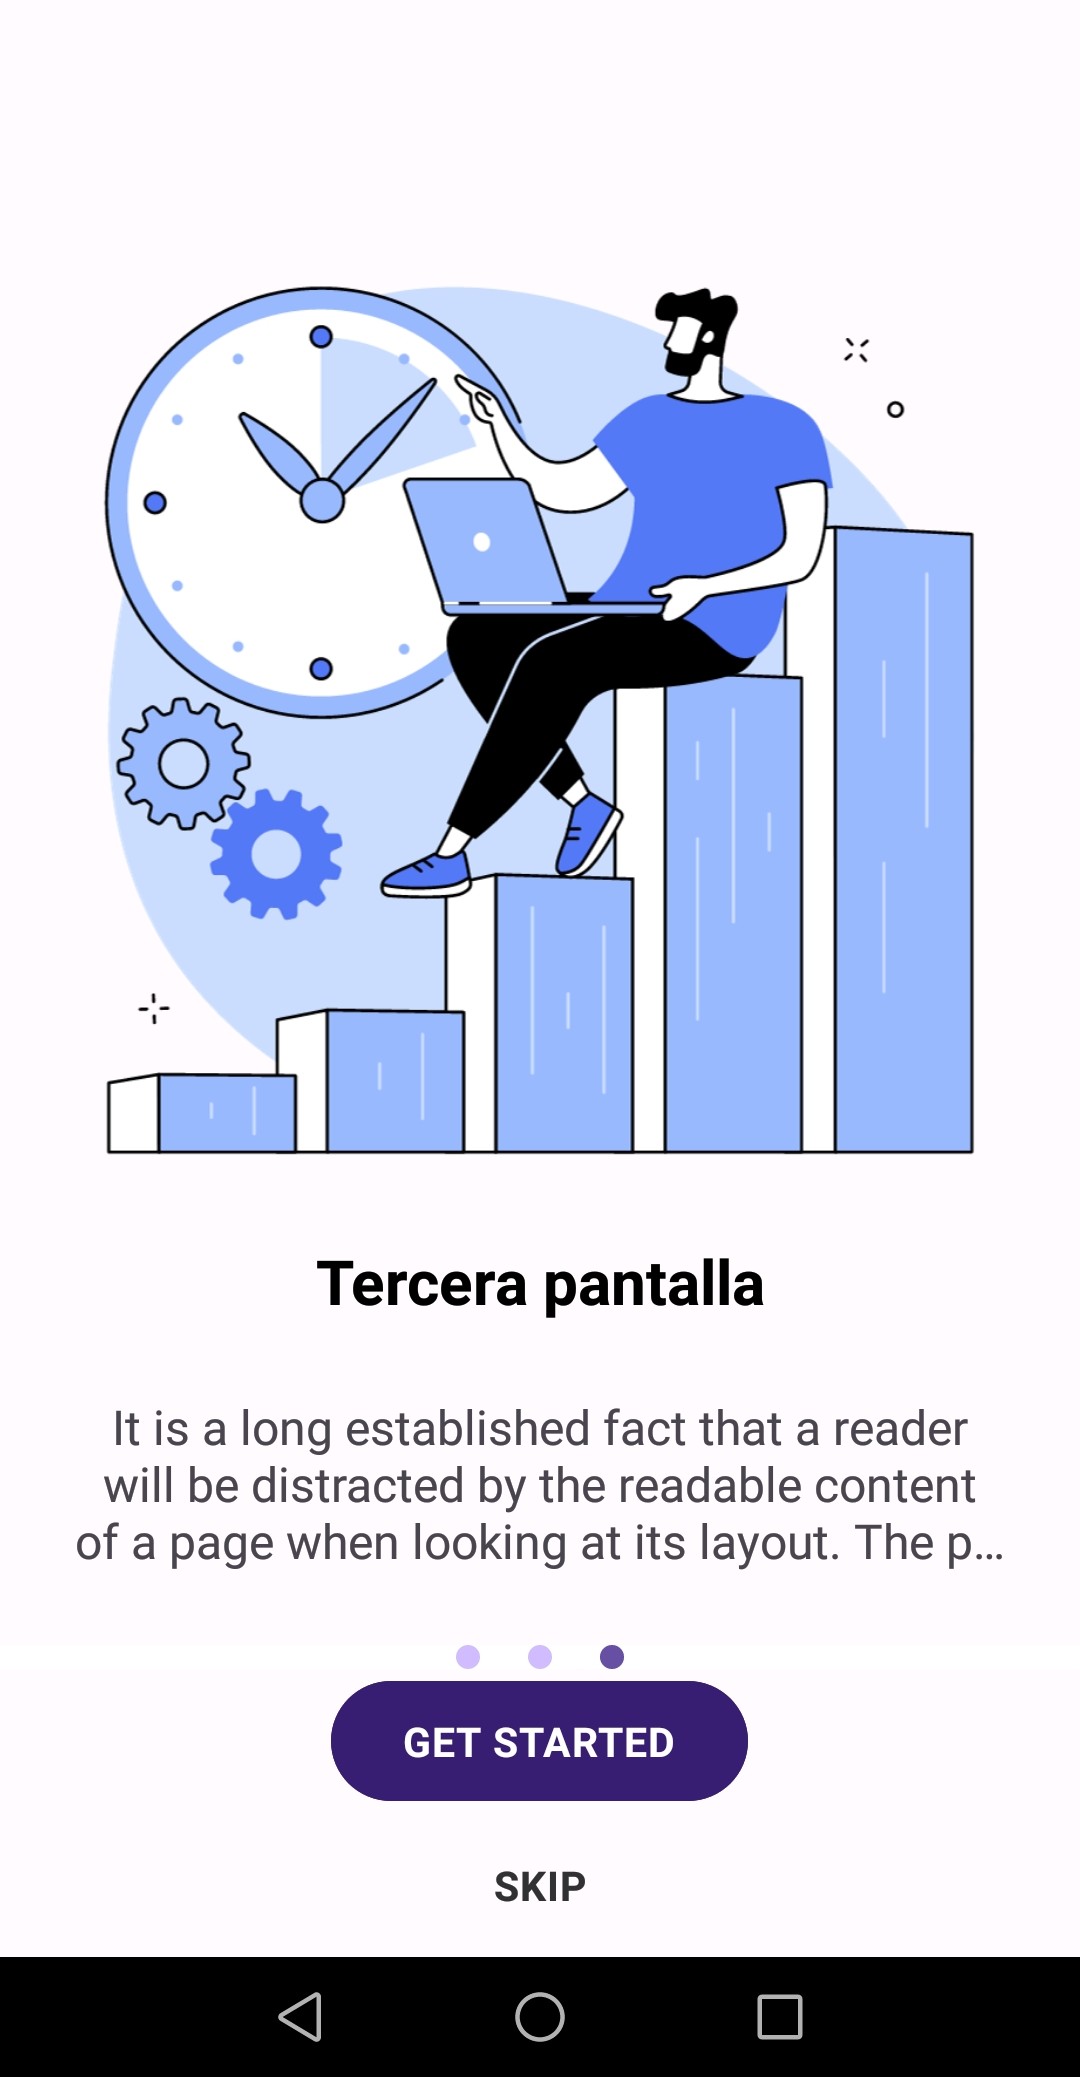 Tercera pantalla
It is a long established fact that a reader
will be distracted by the readable content
of a page when looking at its layout. The p…
GET STARTED
SKIP